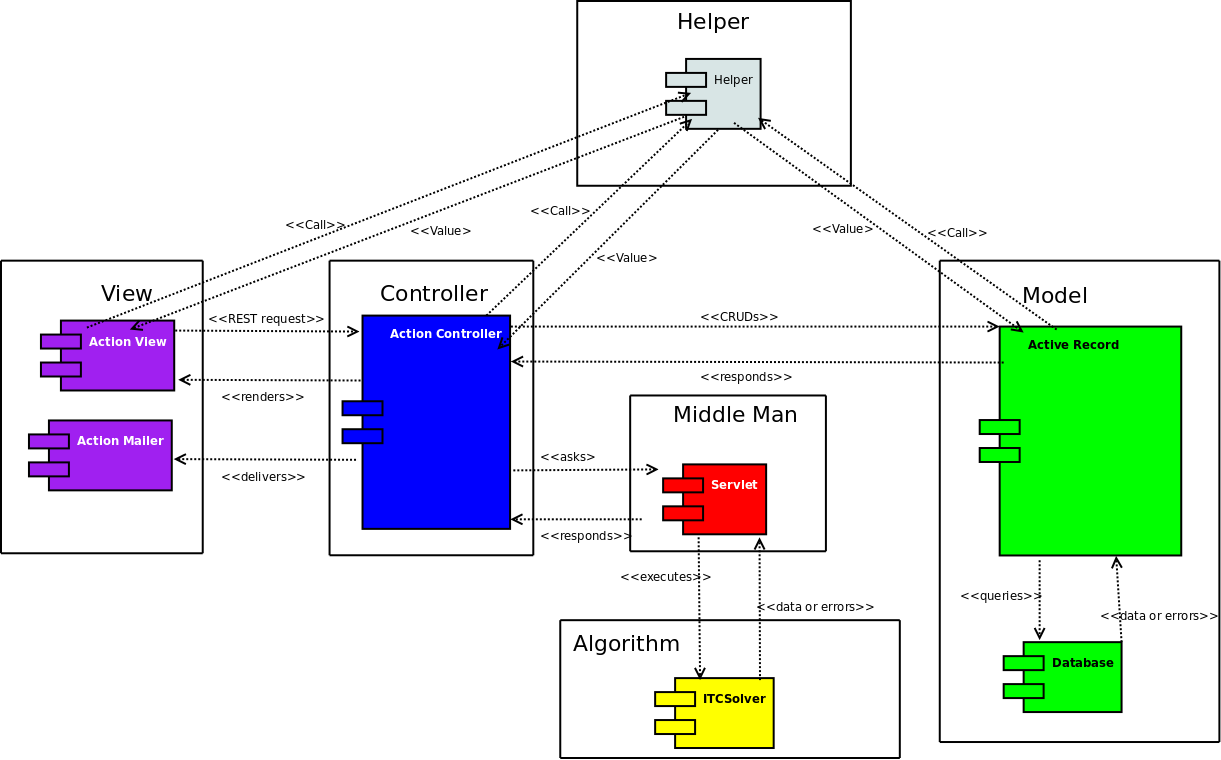 Helper
Helper
<<Call>>
<<Value>
<<Call>>
<<Value>
<<Value>
<<Call>>
View
Controller
Model
<<REST request>>
<<CRUDs>>
Action View
Action Controller
Active Record
<<renders>>
<<responds>>
Middle Man
Action Mailer
<<asks>
<<delivers>>
Servlet
<<responds>>
<<executes>>
<<queries>>
<<data or errors>>
<<data or errors>>
Algorithm
Database
ITCSolver